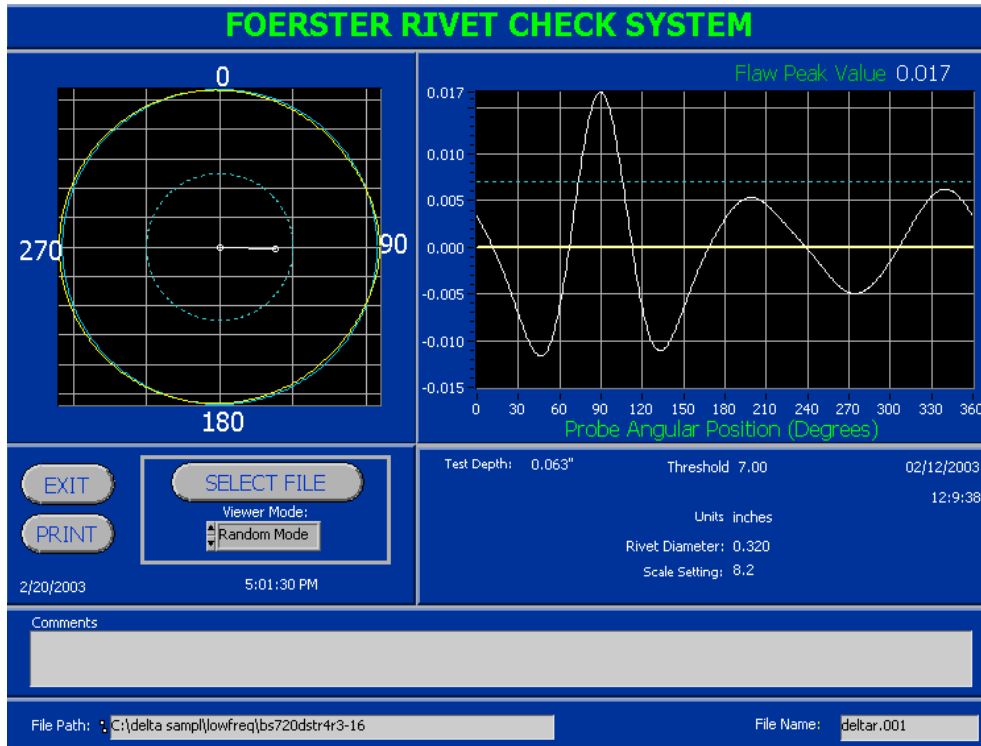 FOERSTER RIVET CHECK SYSTEM
0
270
90
180
Flaw Peak Value 0.017
0.017
0.010
0.005
0.000
-0.005
-0.010
-0.015
0 30 60 90 120 150 180 210 240 270 300 330 360
Probe Angular Position (Degrees)
EXIT
PRINT
SELECT FILE
Viewer Mode:
Random Mode
2/20/2003 5:01:30 PM
Test Depth: 0.063" Threshold 7.00 02/12/2003
12:9:38
Units inches
Rivet Diameter: 0.320
Scale Setting: 8.2
Comments
File Path: C:\delta sampl\lowfreq\bs720dstr4r3-16 File Name: deltar.001